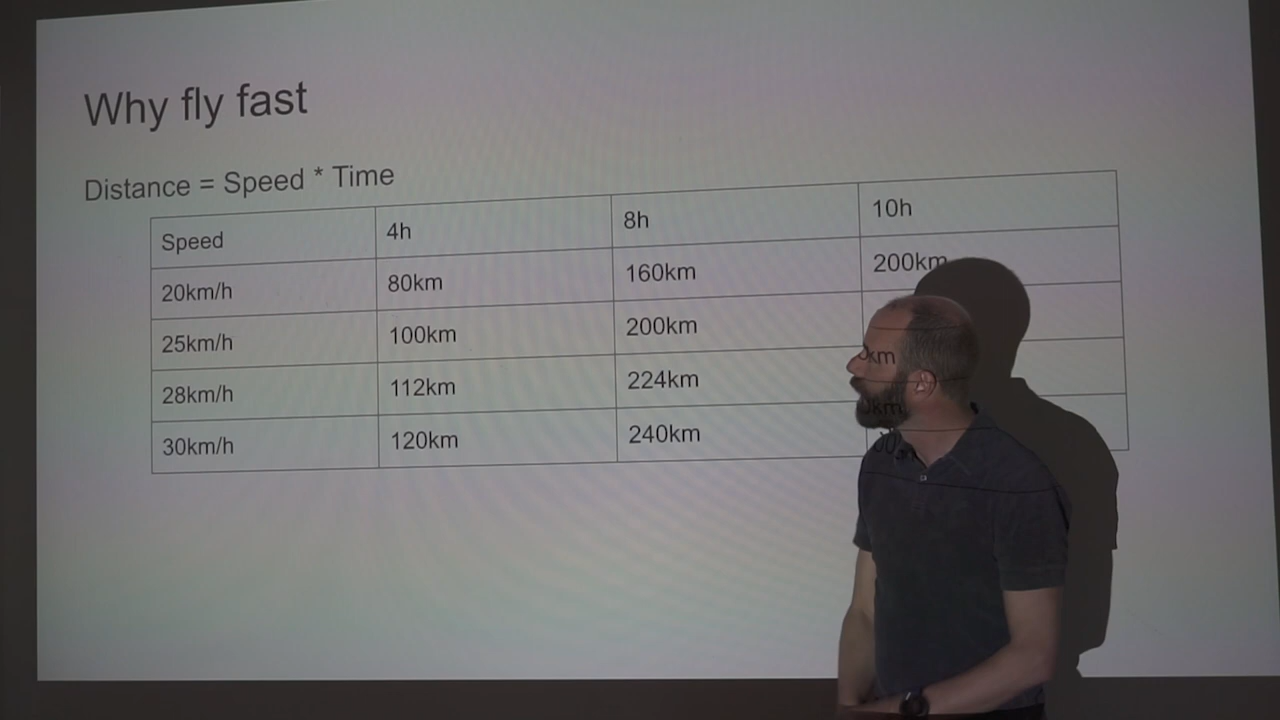 Why fly fast
Distance = Speed * Time
Speed 4h 8h 10h
20km/h 80km 160km 200km
25km/h 100km 200km
28km/h 112km 224km
30km/h 120km 240km